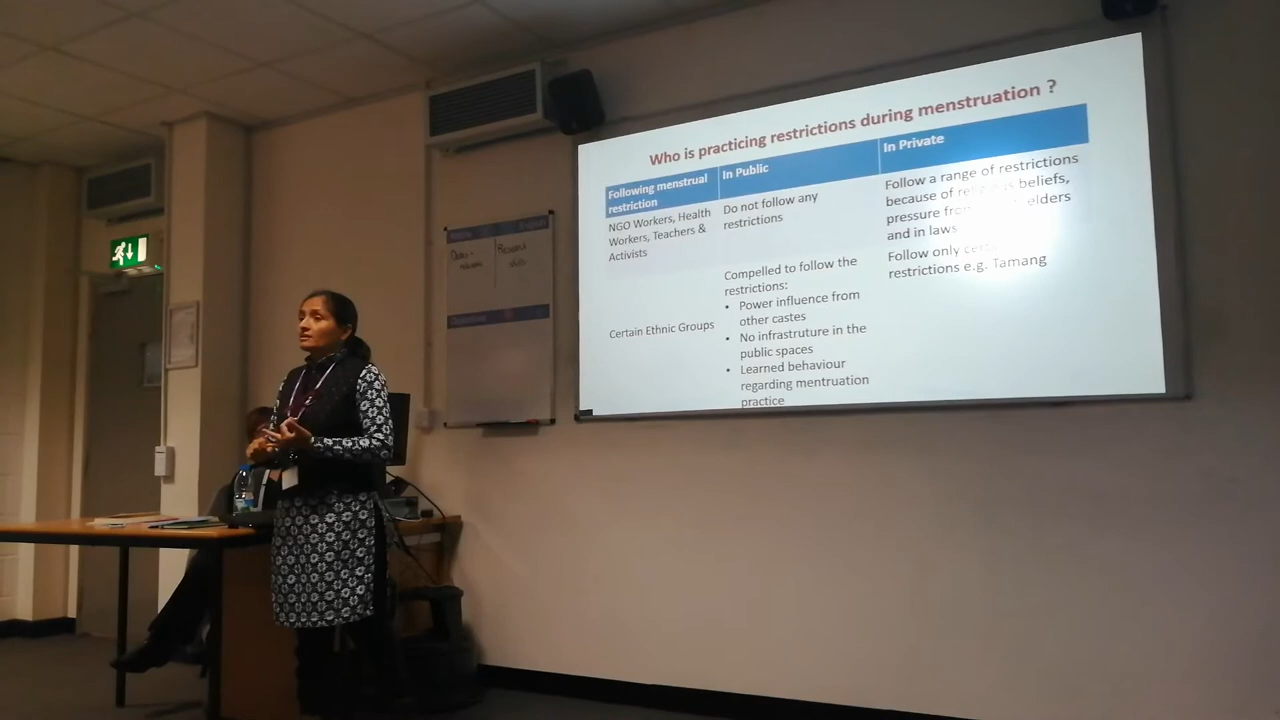 Who is practicing restrictions during menstruation ?
Following menstrual
restriction
In Public
In Private
NGO Workers, Health
Workers, Teachers &
Activists
Do not follow any
restrictions
Follow a range of restrictions
because of beliefs,
pressure elders
and in laws
Certain Ethnic Groups
Compelled to follow the
restrictions:
• Power influence from
other castes
• No infrastruture in the
public spaces
• Learned behaviour
regarding mentruation
practice
Follow only
restrictions e.g. Tamang